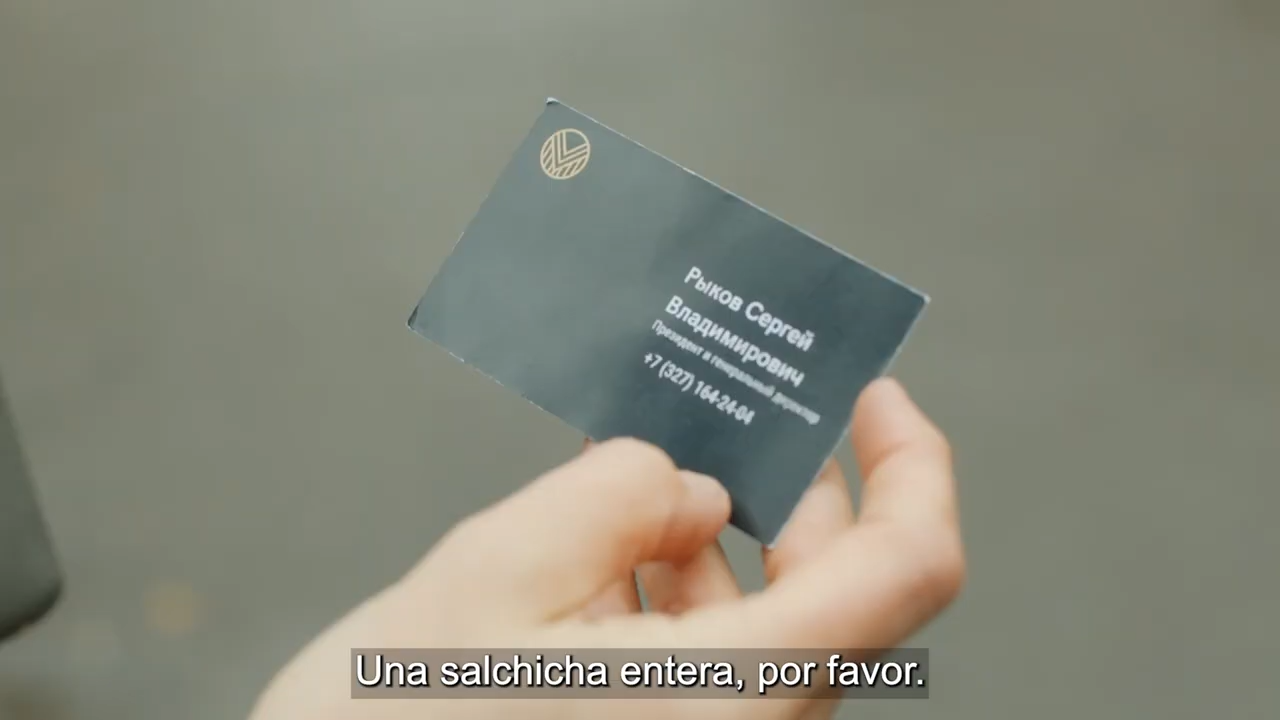 Рыков Сергей
Владимирович
Президент и генеральный директор
+7 (327) 164-24-04
Una salchicha entera, por favor.